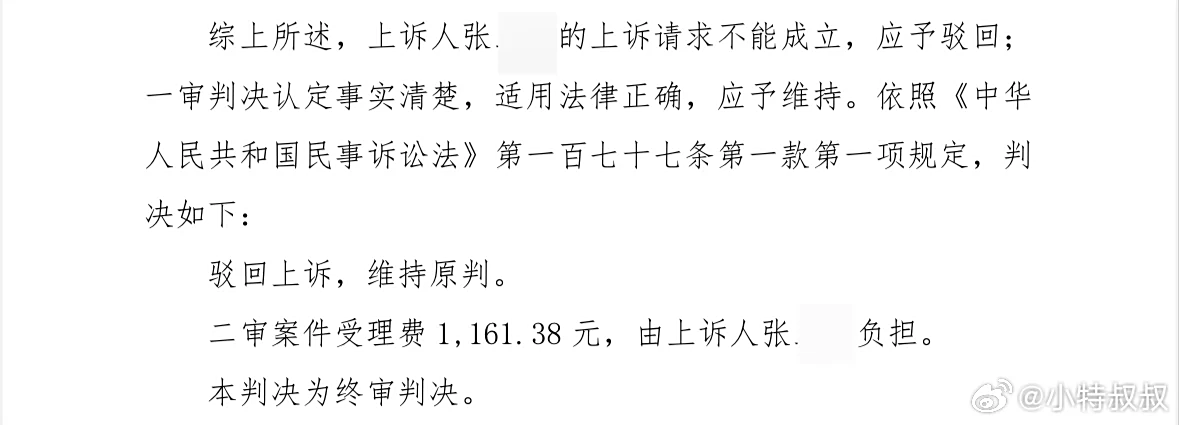 综上所述，上诉人张 的上诉请求不能成立，应予驳回；
一审判决认定事实清楚，适用法律正确，应予维持。依照《中华
人民共和国民事诉讼法》第一百七十七条第一款第一项规定，判
决如下：
驳回上诉，维持原判。
二审案件受理费 1,161.38 元，由上诉人张 负担。
本判决为终审判决。
@小特叔叔